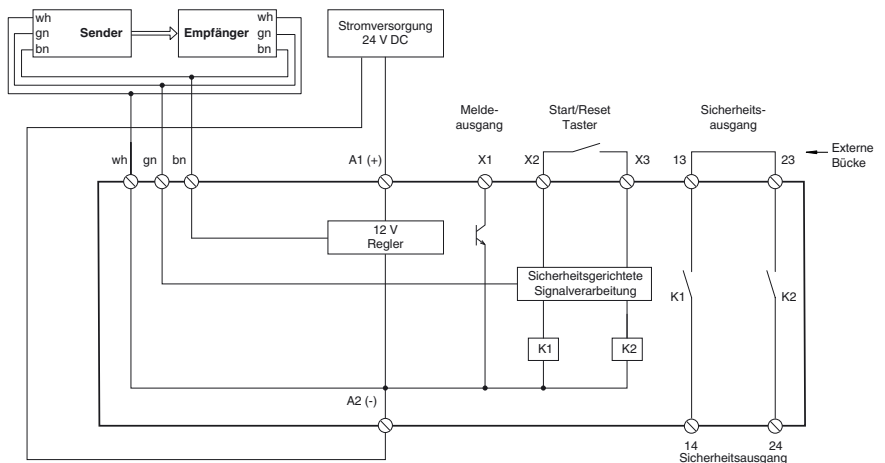 wh
gn
bn
Sender
Empfänger
wh
gn
bn
Stromversorgung
24 V DC
Melde-
ausgang
Start/Reset
Taster
Sicherheits-
ausgang
Externe
Bücke
wh
gn
bn
A1 (+)
X1
X2
X3
13
23
12 V
Regler
Sicherheitsgerichtete
Signalverarbeitung
K1
K2
K1
K2
A2 (-)
14
24
Sicherheitsausgang